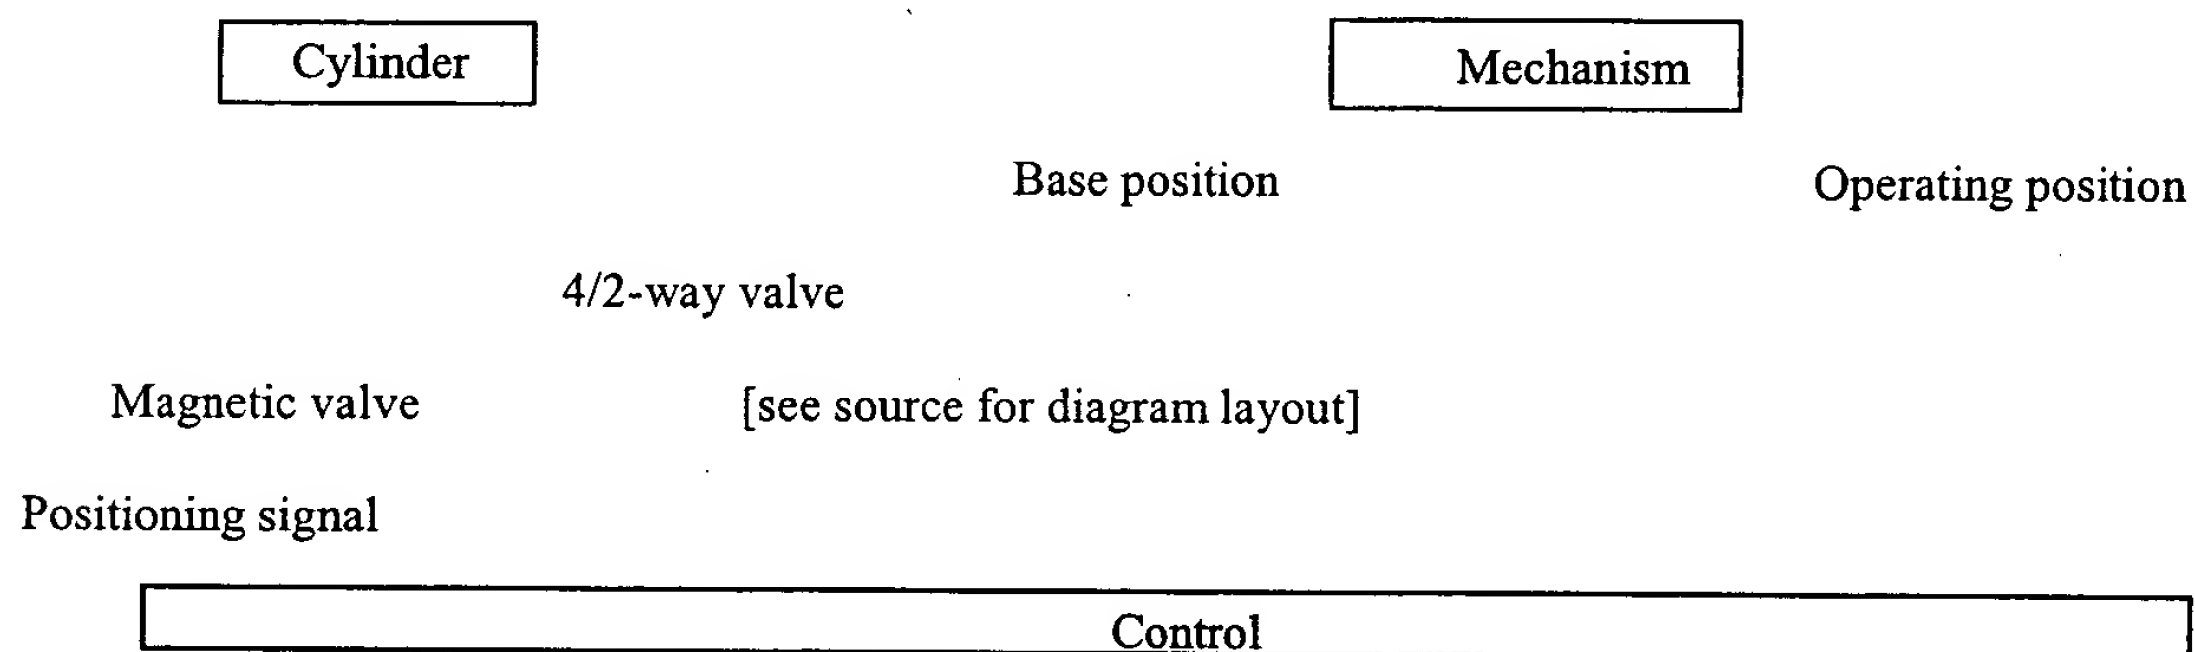 Cylinder
Mechanism
Base position
Operating position
4/2-way valve
Magnetic valve
[see source for diagram layout]
Positioning signal
Control